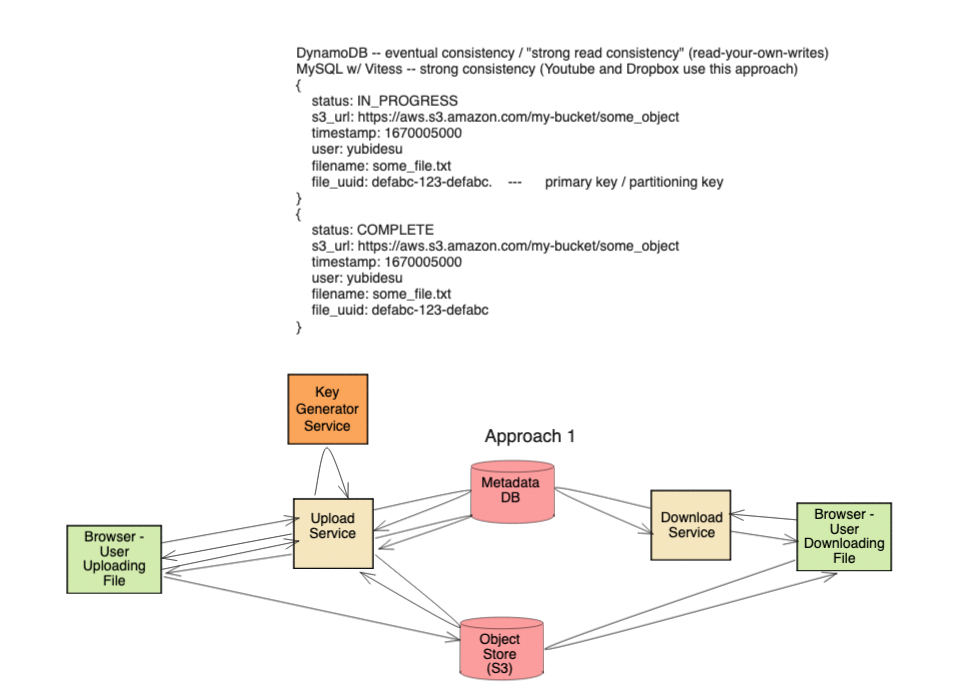 DynamoDB -- eventual consistency / "strong read consistency" (read-your-own-writes)
MySQL w/ Vitess -- strong consistency (Youtube and Dropbox use this approach)
{
status: IN_PROGRESS
s3_url: https://aws.s3.amazon.com/my-bucket/some_object
timestamp: 1670005000
user: yubidesu
filename: some_file.txt
file_uuid: defabc-123-defabc. --- primary key / partitioning key
}
{
status: COMPLETE
s3_url: https://aws.s3.amazon.com/my-bucket/some_object
timestamp: 1670005000
user: yubidesu
filename: some_file.txt
file_uuid: defabc-123-defabc
}
Key
Generator
Service
Approach 1
Metadata
DB
Upload
Service
Download
Service
Browser -
User
Downloading
File
Browser -
User
Uploading
File
Object
Store
(S3)